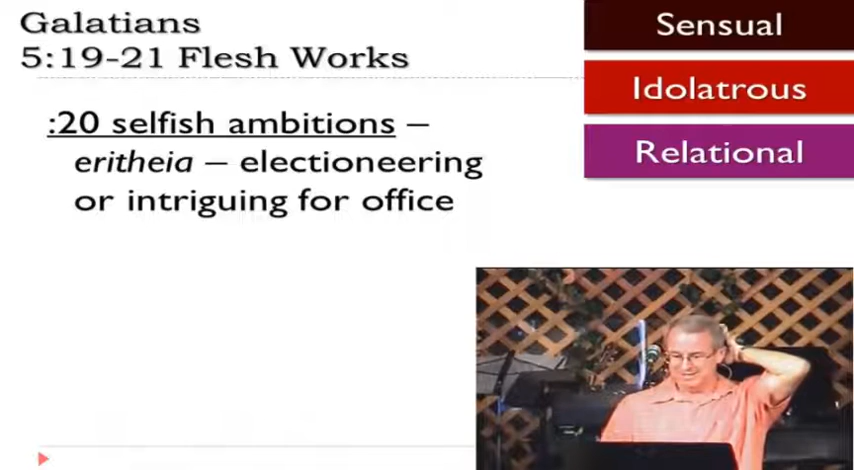 Galatians
5:19-21 Flesh Works
Sensual
Idolatrous
Relational
:20 selfish ambitions –
eritheia – electioneering
or intriguing for office